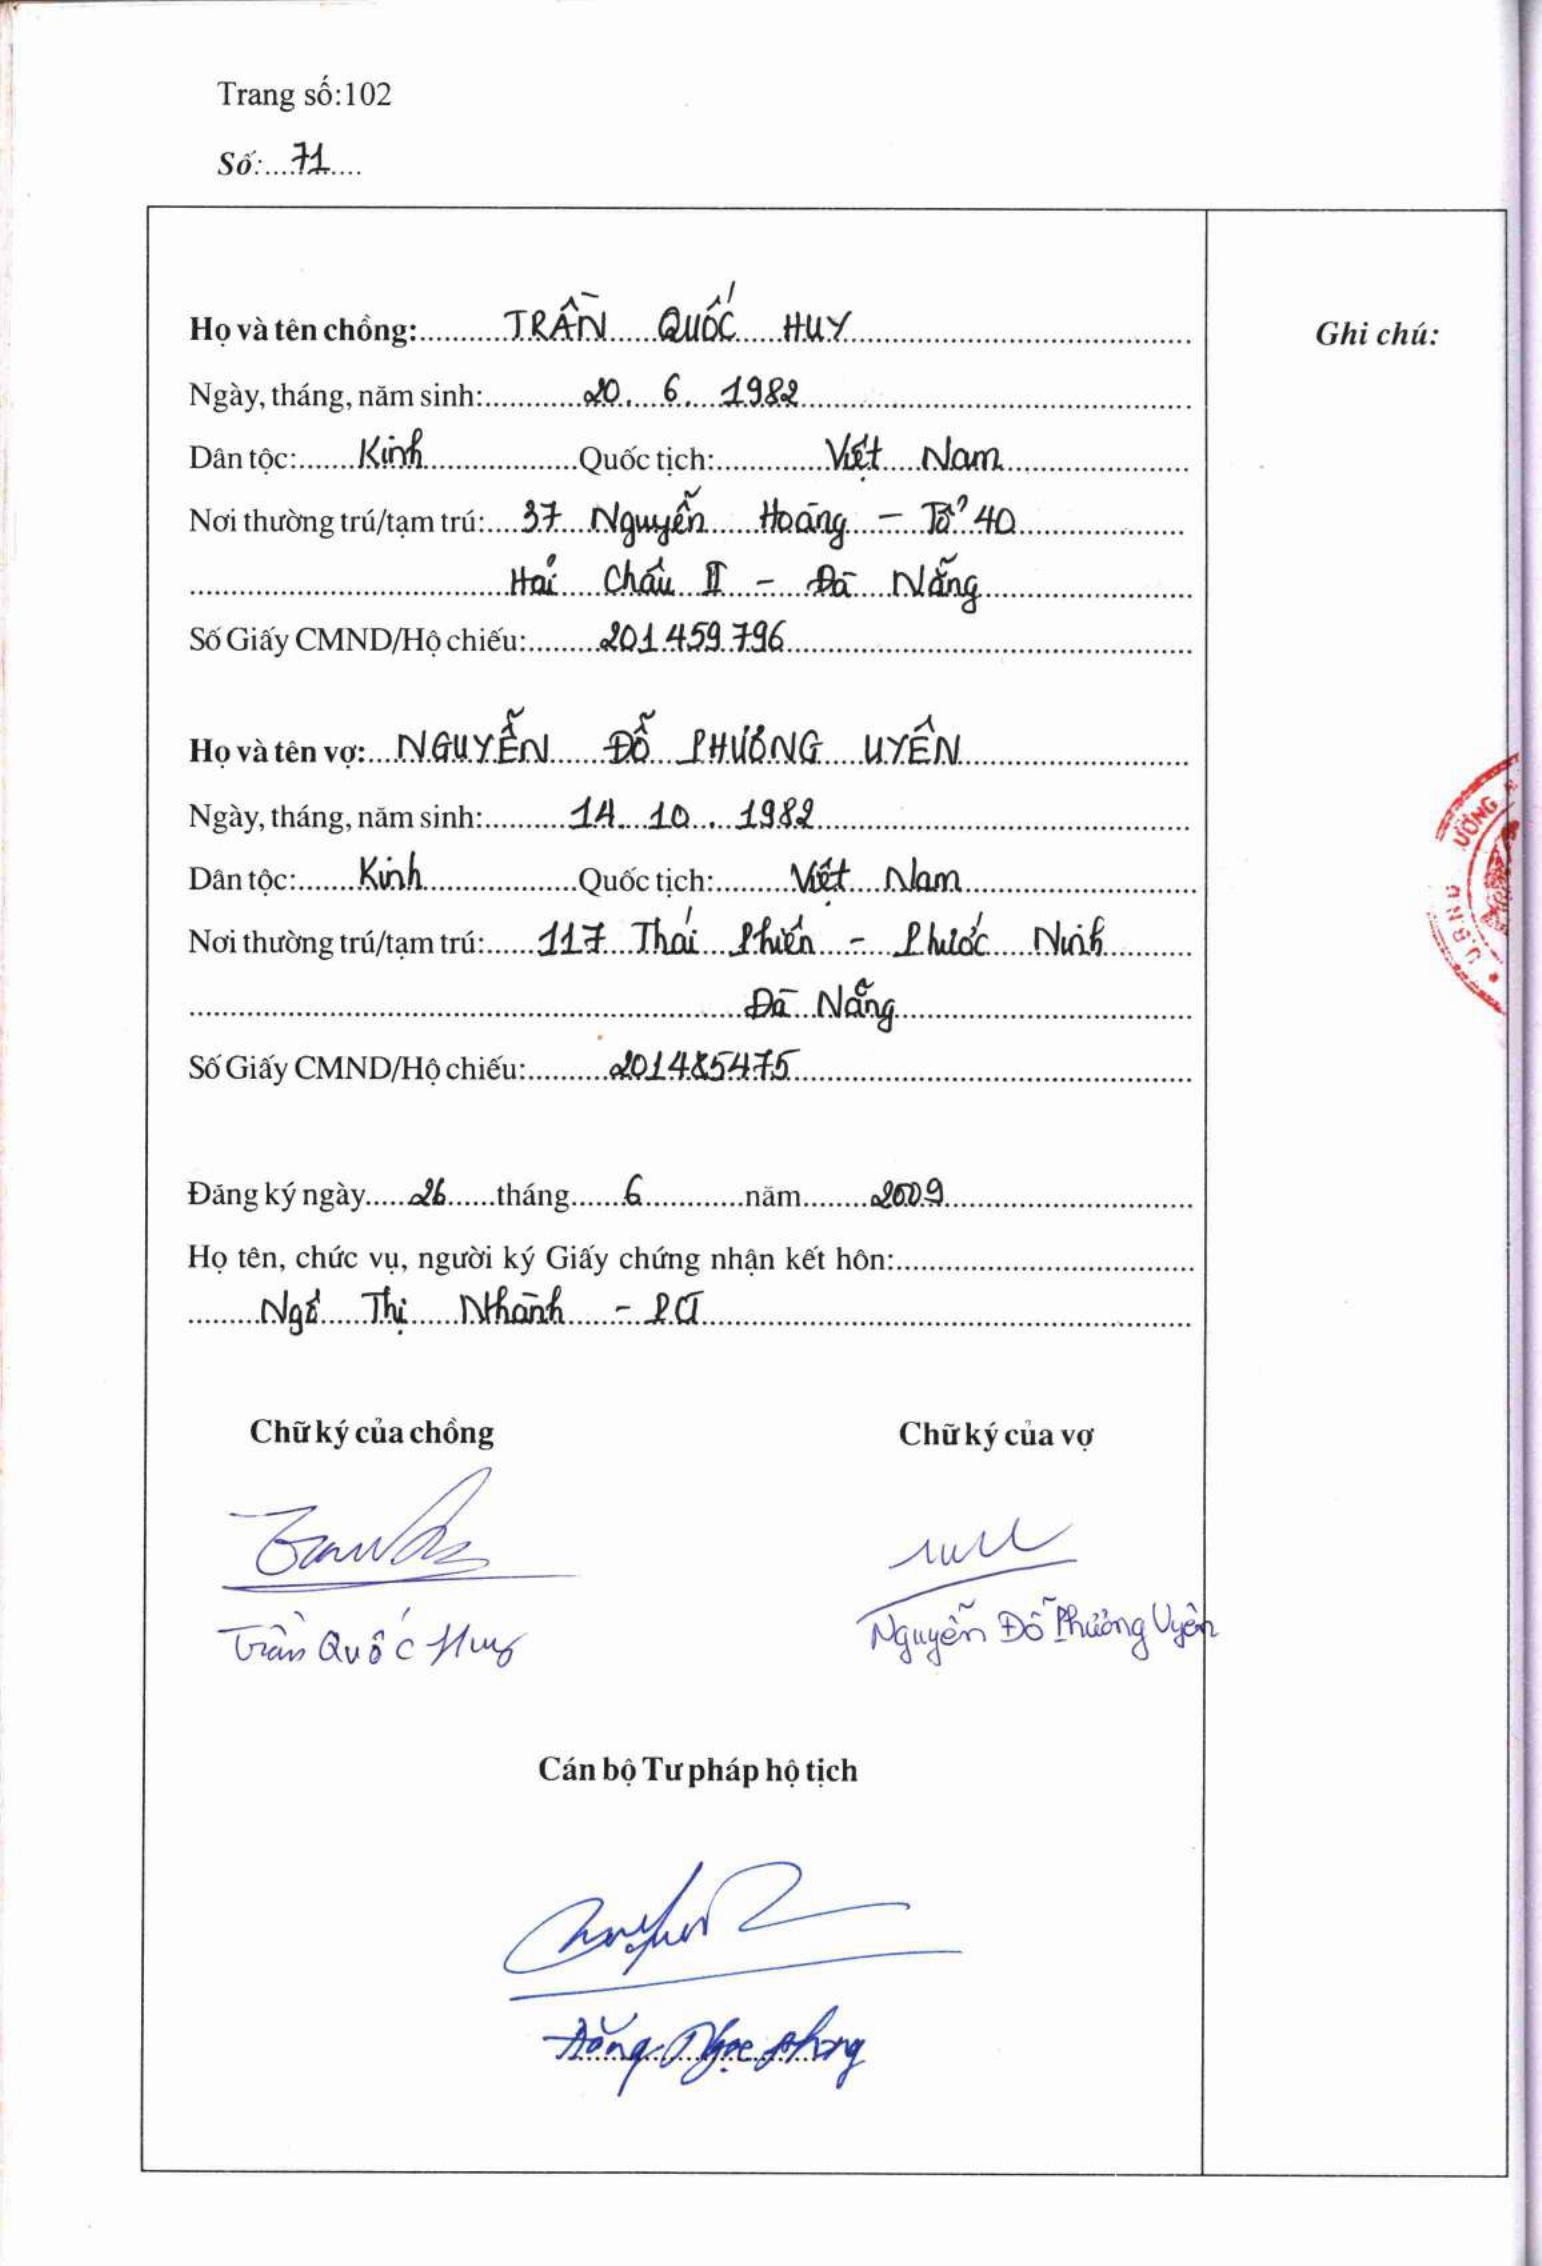 Trang số:102
Số:....71....
Họ và tên chồng:..........TRẦN QUỐC HUY..........
Ghi chú:
Ngày, tháng, năm sinh:..........20. 6. 1982..........
Dân tộc:.......Kinh..........Quốc tịch:..........Việt Nam..........
Nơi thường trú/tạm trú:....37 Nguyễn Hoàng - Tổ 40..........
..........Hải Châu II - Đà Nẵng..........
Số Giấy CMND/Hộ chiếu:.........201459796..........
Họ và tên vợ:....NGUYỄN ĐỖ PHƯƠNG UYÊN..........
Ngày, tháng, năm sinh:.........14. 10. 1982..........
Dân tộc:.......Kinh..........Quốc tịch:.........Việt Nam..........
Nơi thường trú/tạm trú:......117 Thái Phiên - Phước Ninh..........
..........Đà Nẵng..........
Số Giấy CMND/Hộ chiếu:..........201485475..........
Đăng ký ngày.....26......tháng......6..........năm........2009..........
Họ tên, chức vụ, người ký Giấy chứng nhận kết hôn:..........
.........Ngô Thị Nhành - PCT..........
Chữ ký của chồng
Chữ ký của vợ
Trần Quốc Huy
Nguyễn Đỗ Phương Uyên
Cán bộ Tư pháp hộ tịch
Đặng Ngọc Phong
U.B.N.D